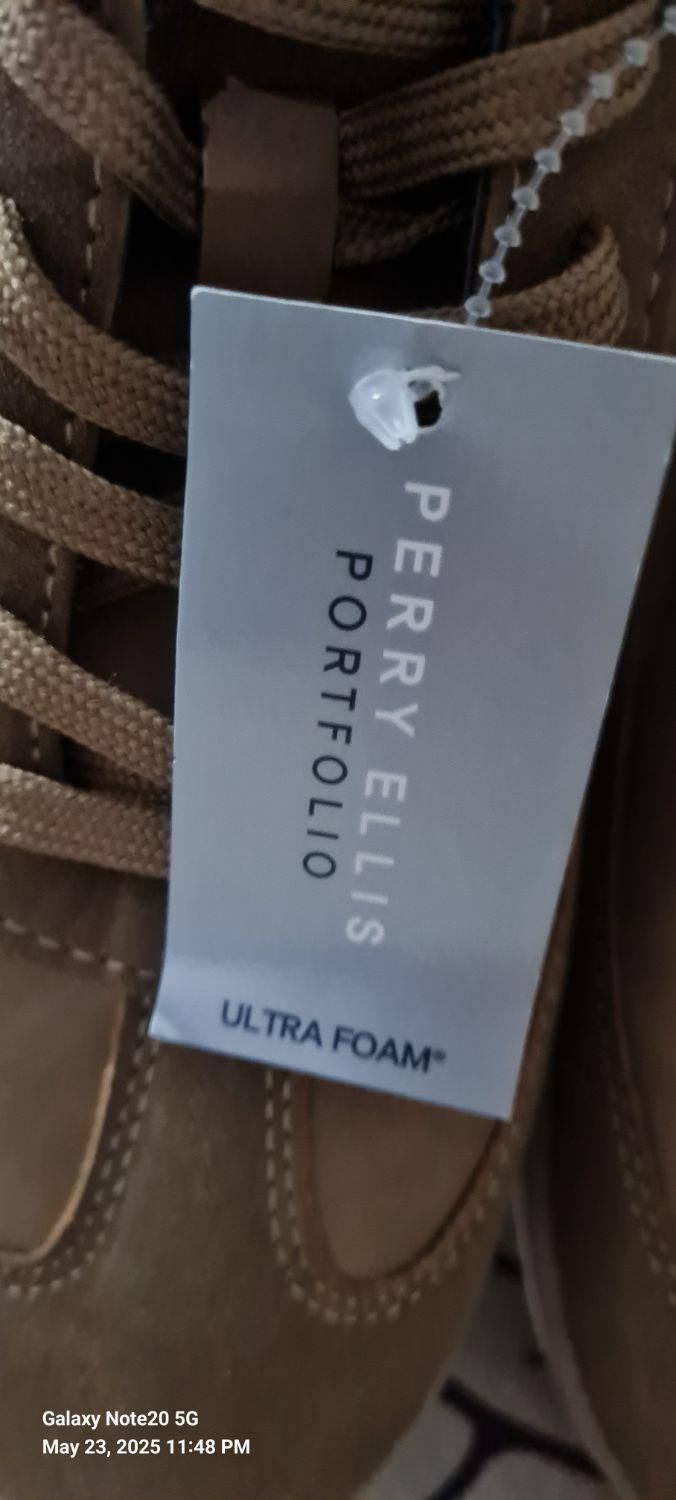 PERRY ELLIS
PORTFOLIO
ULTRA FOAM®
Galaxy Note20 5G
May 23, 2025 11:48 PM